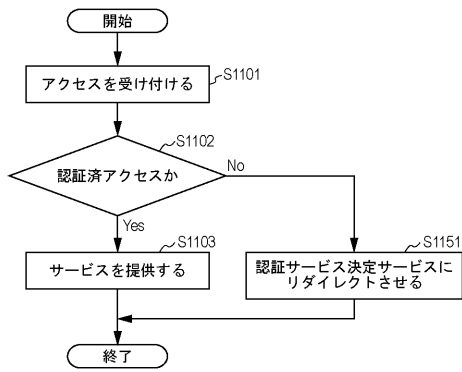 開始
アクセスを受け付ける
S1101
認証済アクセスか
S1102
No
Yes
サービスを提供する
S1103
認証サービス決定サービスに
リダイレクトさせる
S1151
終了